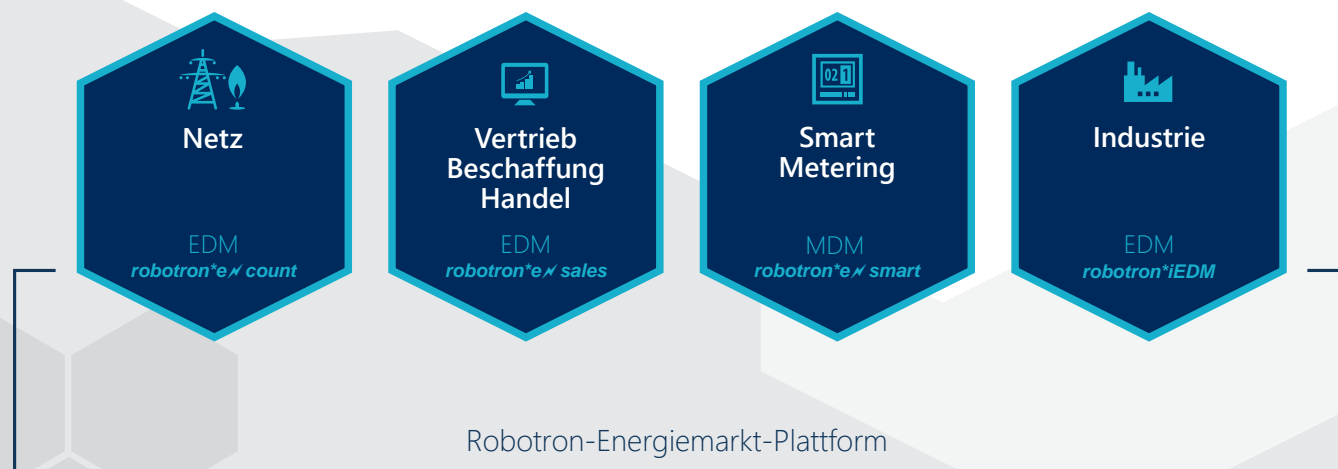 Netz
EDM
robotron*e count
Vertrieb
Beschaffung
Handel
EDM
robotron*e sales
02 1
Smart
Metering
MDM
robotron*e smart
Industrie
EDM
robotron*iEDM
Robotron-Energiemarkt-Plattform